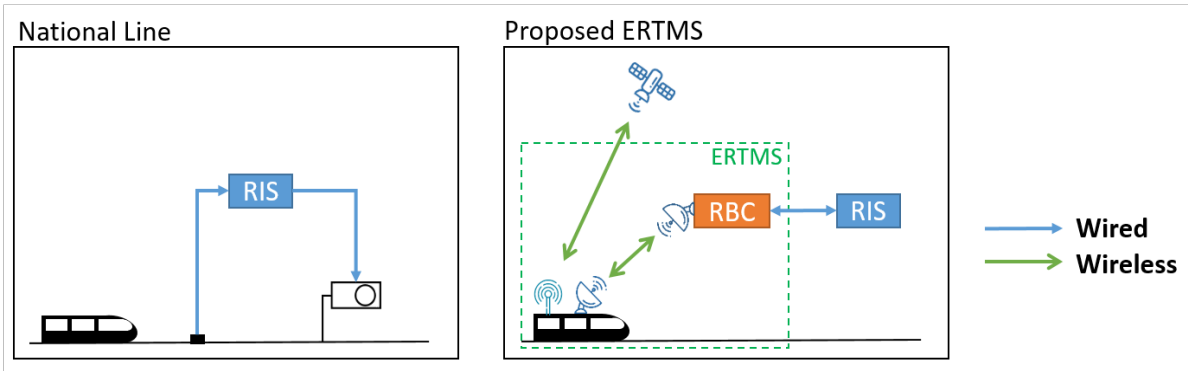 National Line
Proposed ERTMS
RIS
ERTMS
RBC
RIS
Wired
Wireless